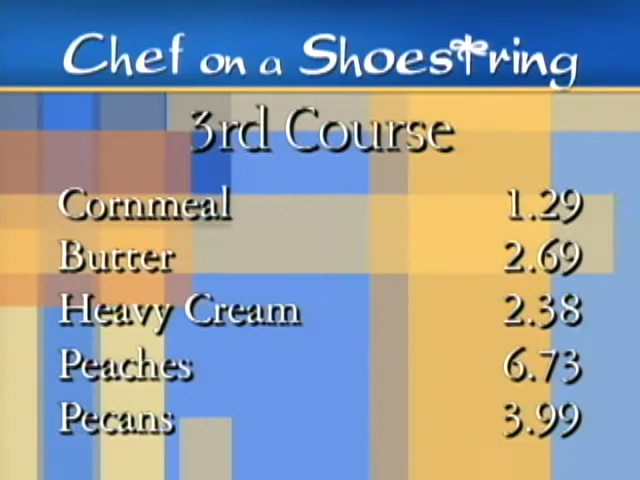 Chef on a Shoestring
3rd Course
Cornmeal 1.29
Butter 2.69
Heavy Cream 2.38
Peaches 6.73
Pecans 3.99